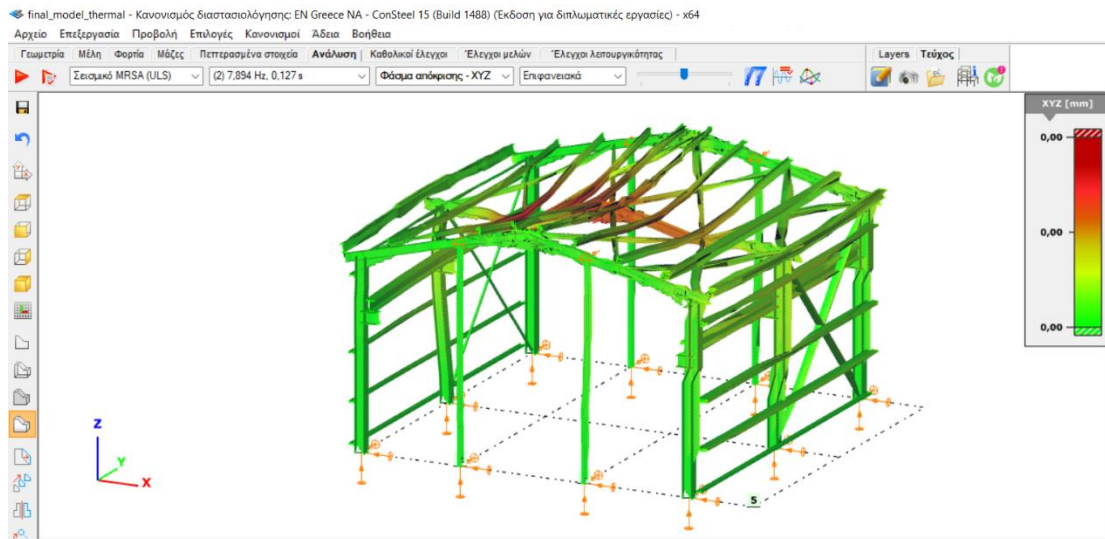 final_model_thermal - Κανονισμός διαστασιολόγησης: EN Greece NA - ConSteel 15 (Build 1488) (Έκδοση για διπλωματικές εργασίες) - x64
Αρχείο Επεξεργασία Προβολή Επιλογές Κανονισμοί Άδεια Βοήθεια
Γεωμετρία Μέλη Φορτία Μάζες Πεπερασμένα στοιχεία Ανάλυση Καθολικοί έλεγχοι Έλεγχοι μελών Έλεγχοι λειτουργικότητας Layers Τεύχος
Σεισμικό MRSA (ULS) (2) 7,894 Hz, 0,127 s Φάσμα απόκρισης - XYZ Επιφανειακά
XYZ [mm]
0,00
0,00
0,00
Z
Y
X
5